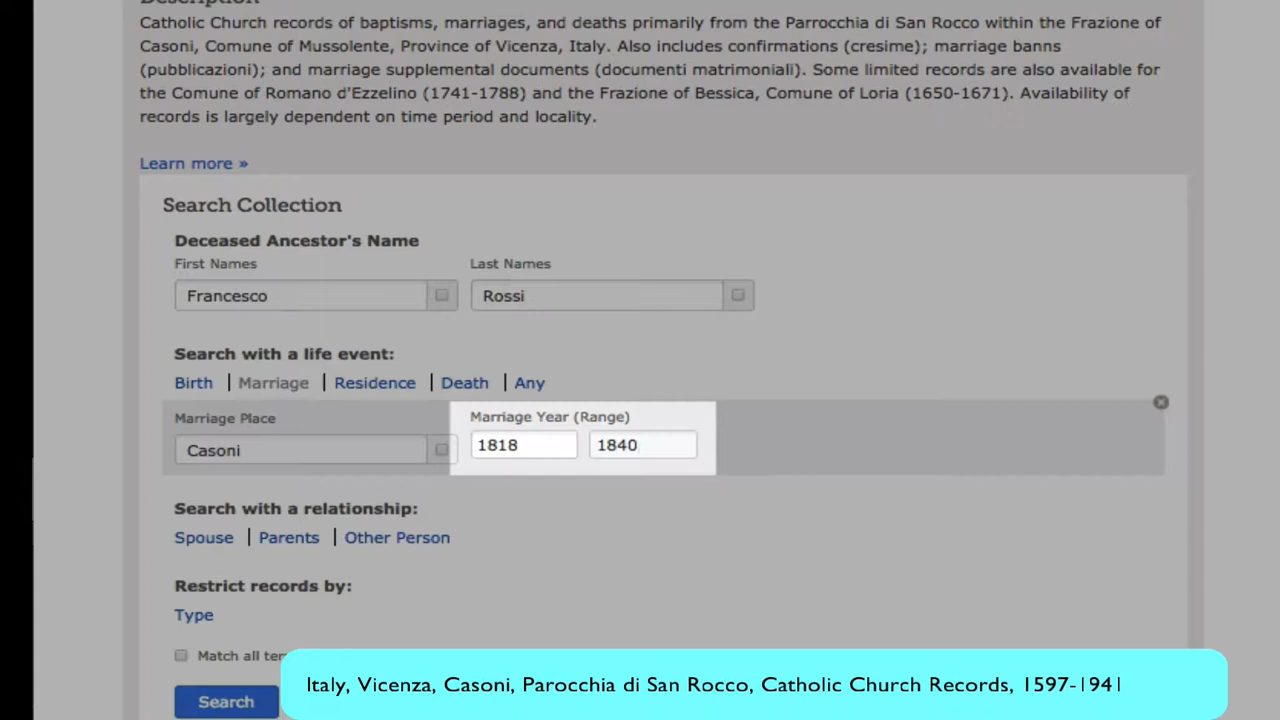 Description
Catholic Church records of baptisms, marriages, and deaths primarily from the Parrocchia di San Rocco within the Frazione of
Casoni, Comune of Mussolente, Province of Vicenza, Italy. Also includes confirmations (cresime); marriage banns
(pubblicazioni); and marriage supplemental documents (documenti matrimoniali). Some limited records are also available for
the Comune of Romano d'Ezzelino (1741-1788) and the Frazione of Bessica, Comune of Loria (1650-1671). Availability of
records is largely dependent on time period and locality.
Learn more »
Search Collection
Deceased Ancestor's Name
First Names Last Names
Francesco Rossi
Search with a life event:
Birth | Marriage | Residence | Death | Any
Marriage Place Marriage Year (Range)
Casoni 1818 1840
Search with a relationship:
Spouse | Parents | Other Person
Restrict records by:
Type
Match all
Search
Italy, Vicenza, Casoni, Parocchia di San Rocco, Catholic Church Records, 1597-1941